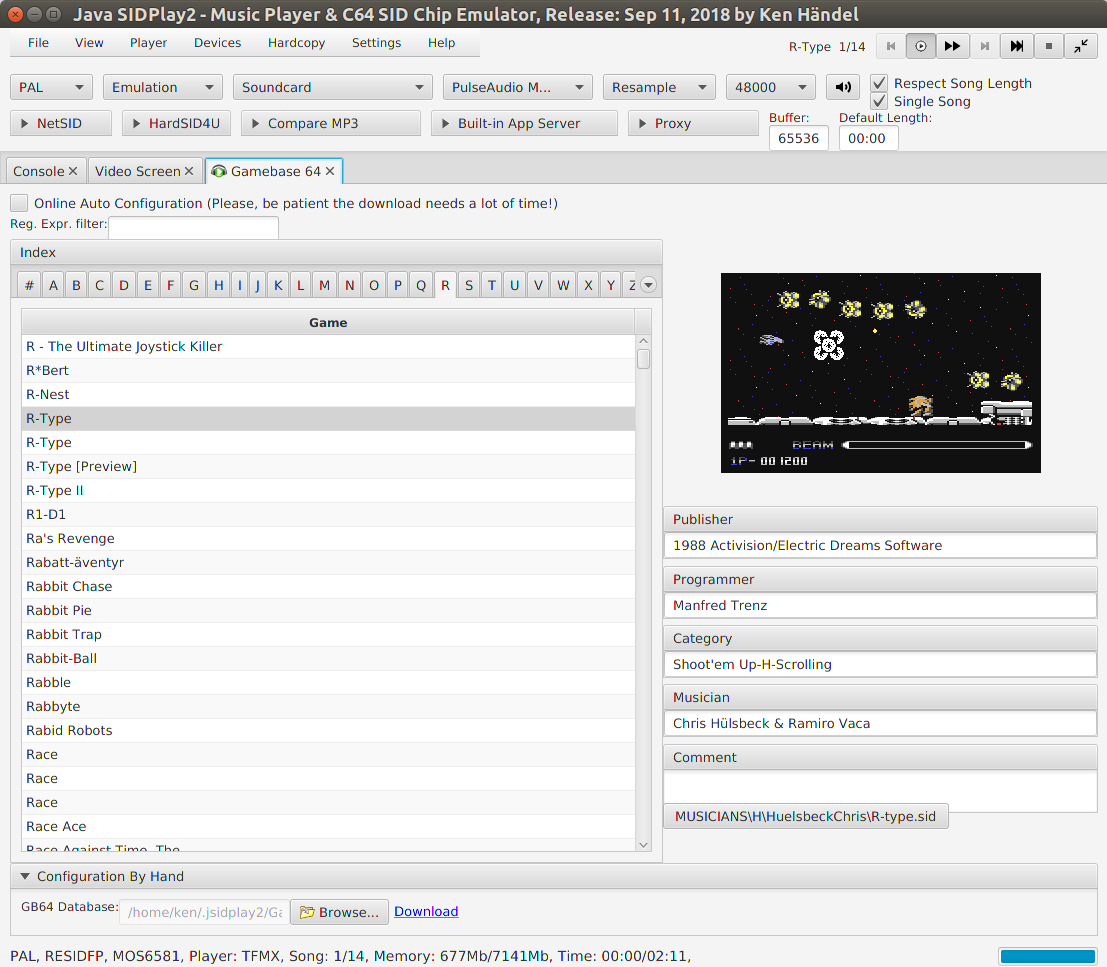 Java SIDPlay2 - Music Player & C64 SID Chip Emulator, Release: Sep 11, 2018 by Ken Händel
File View Player Devices Hardcopy Settings Help
R-Type 1/14
PAL Emulation Soundcard PulseAudio M... Resample 48000
Respect Song Length
Single Song
NetSID HardSID4U Compare MP3 Built-in App Server Proxy
Buffer: Default Length:
65536 00:00
Console Video Screen Gamebase 64
Online Auto Configuration (Please, be patient the download needs a lot of time!)
Reg. Expr. filter:
Index
# A B C D E F G H I J K L M N O P Q R S T U V W X Y Z
Game
R - The Ultimate Joystick Killer
R*Bert
R-Nest
R-Type
R-Type
R-Type [Preview]
R-Type II
R1-D1
Ra's Revenge
Rabatt-äventyr
Rabbit Chase
Rabbit Pie
Rabbit Trap
Rabbit-Ball
Rabble
Rabbyte
Rabid Robots
Race
Race
Race
Race Ace
Race Against Time, The
BEAM
1P- 001200
Publisher
1988 Activision/Electric Dreams Software
Programmer
Manfred Trenz
Category
Shoot'em Up-H-Scrolling
Musician
Chris Hülsbeck & Ramiro Vaca
Comment
MUSICIANS\H\HuelsbeckChris\R-type.sid
Configuration By Hand
GB64 Database: /home/ken/.jsidplay2/Ga Browse... Download
PAL, RESIDFP, MOS6581, Player: TFMX, Song: 1/14, Memory: 677Mb/7141Mb, Time: 00:00/02:11,